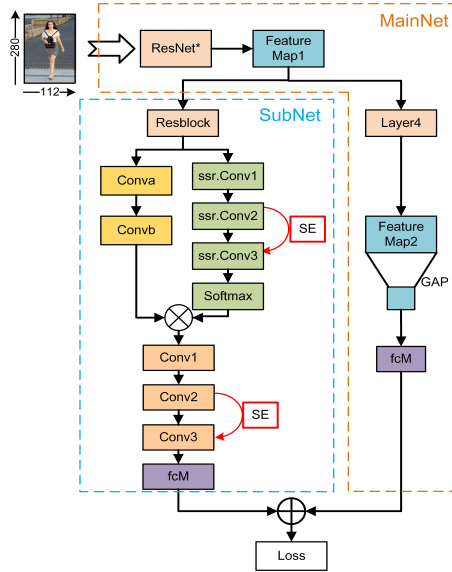 MainNet
280
112
ResNet*
Feature
Map1
SubNet
Resblock
Layer4
Conva
ssr.Conv1
Convb
ssr.Conv2
SE
ssr.Conv3
Softmax
Feature
Map2
GAP
Conv1
fcM
Conv2
SE
Conv3
fcM
Loss